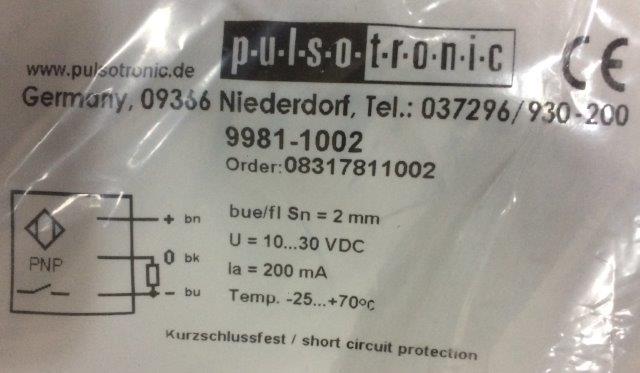 p·u·l·s·o·t·r·o·n·i·c
CE
www.pulsotronic.de
Germany, 09366 Niederdorf, Tel.: 037296/930-200
9981-1002
Order:08317811002
+ bn bue/fl Sn = 2 mm
PNP 0 bk U = 10...30 VDC
Ia = 200 mA
- bu Temp. -25...+70°C
Kurzschlussfest / short circuit protection